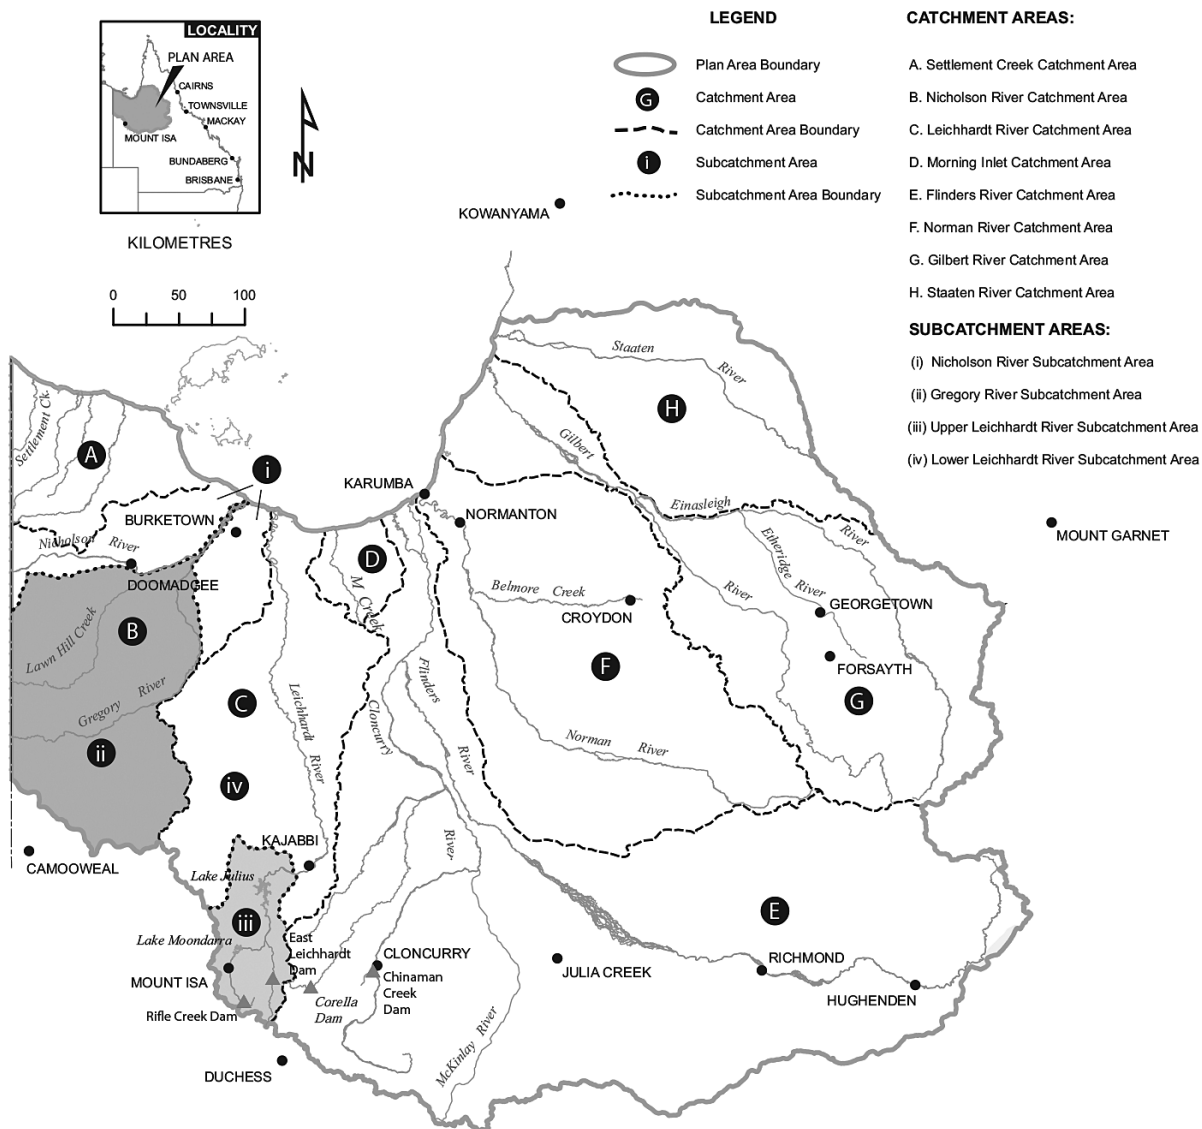 LOCALITY
PLAN AREA
CAIRNS
TOWNSVILLE
MACKAY
MOUNT ISA
BUNDABERG
BRISBANE
N
KILOMETRES
0 50 100
LEGEND
Plan Area Boundary
G Catchment Area
Catchment Area Boundary
i Subcatchment Area
Subcatchment Area Boundary
CATCHMENT AREAS:
A. Settlement Creek Catchment Area
B. Nicholson River Catchment Area
C. Leichhardt River Catchment Area
D. Morning Inlet Catchment Area
E. Flinders River Catchment Area
F. Norman River Catchment Area
G. Gilbert River Catchment Area
H. Staaten River Catchment Area
SUBCATCHMENT AREAS:
(i) Nicholson River Subcatchment Area
(ii) Gregory River Subcatchment Area
(iii) Upper Leichhardt River Subcatchment Area
(iv) Lower Leichhardt River Subcatchment Area
KOWANYAMA
Staaten River
H
Settlement Ck.
A
Gilbert
i
KARUMBA
Einasleigh
BURKETOWN
NORMANTON
MOUNT GARNET
Nicholson River
River
Etheridge River
D
DOOMADGEE
M Creek
Belmore Creek
River
CROYDON
GEORGETOWN
Lawn Hill Creek
B
F
FORSAYTH
Gregory River
C
Leichhardt River
Cloncurry
Flinders
River
G
Norman River
ii
iv
KAJABBI
River
CAMOOWEAL
Lake Julius
iii
E
Lake Moondarra
East
Leichhardt
Dam
CLONCURRY
RICHMOND
MOUNT ISA
Chinaman
Creek
Dam
JULIA CREEK
HUGHENDEN
Rifle Creek Dam
Corella
Dam
McKinlay River
DUCHESS